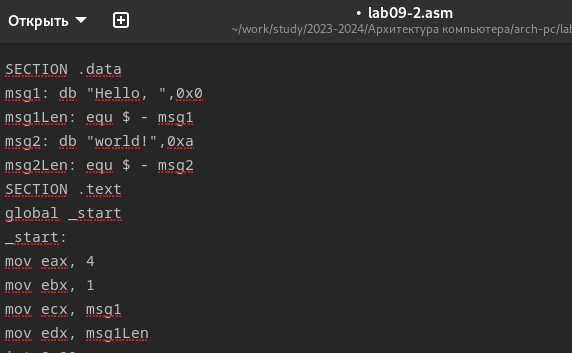 Открыть
• lab09-2.asm
~/work/study/2023-2024/Архитектура компьютера/arch-pc/lab
SECTION .data
msg1: db "Hello, ",0x0
msg1Len: equ $ - msg1
msg2: db "world!",0xa
msg2Len: equ $ - msg2
SECTION .text
global _start
_start:
mov eax, 4
mov ebx, 1
mov ecx, msg1
mov edx, msg1Len